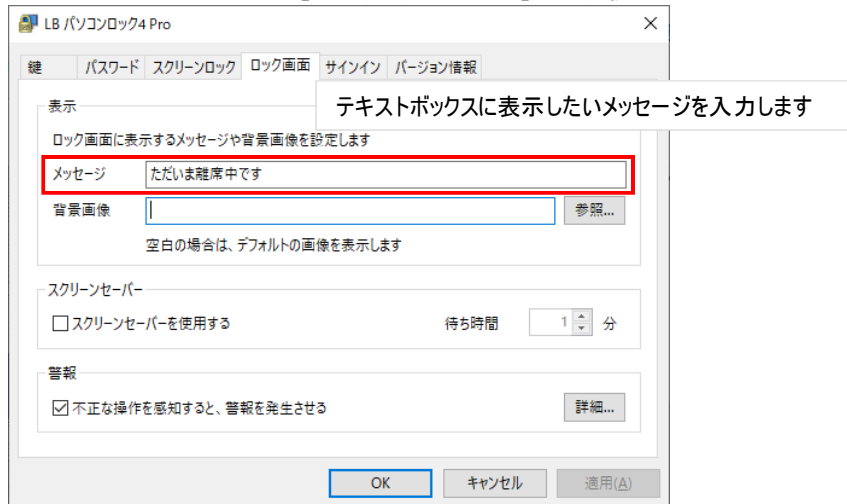 LB パソコンロック4 Pro
鍵 パスワード スクリーンロック ロック画面 サインイン バージョン情報
テキストボックスに表示したいメッセージを入力します
表示
ロック画面に表示するメッセージや背景画像を設定します
メッセージ ただいま離席中です
背景画像 参照...
空白の場合は、デフォルトの画像を表示します
スクリーンセーバー
スクリーンセーバーを使用する 待ち時間 1 分
警報
不正な操作を感知すると、警報を発生させる 詳細...
OK キャンセル 適用(A)